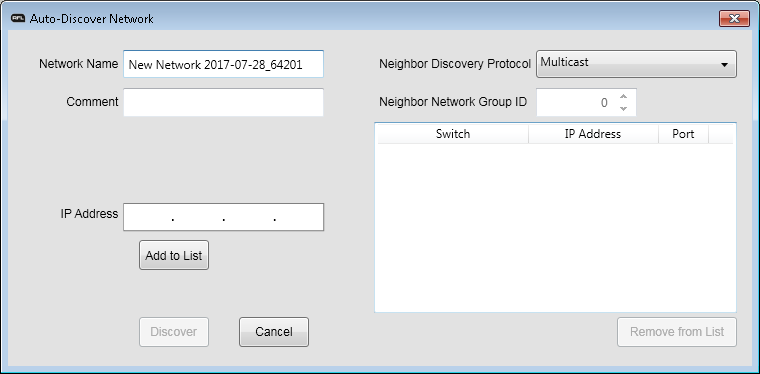 AFL Auto-Discover Network
Network Name New Network 2017-07-28_64201 Neighbor Discovery Protocol Multicast
Comment Neighbor Network Group ID 0
Switch IP Address Port
IP Address . . .
Add to List
Discover Cancel Remove from List